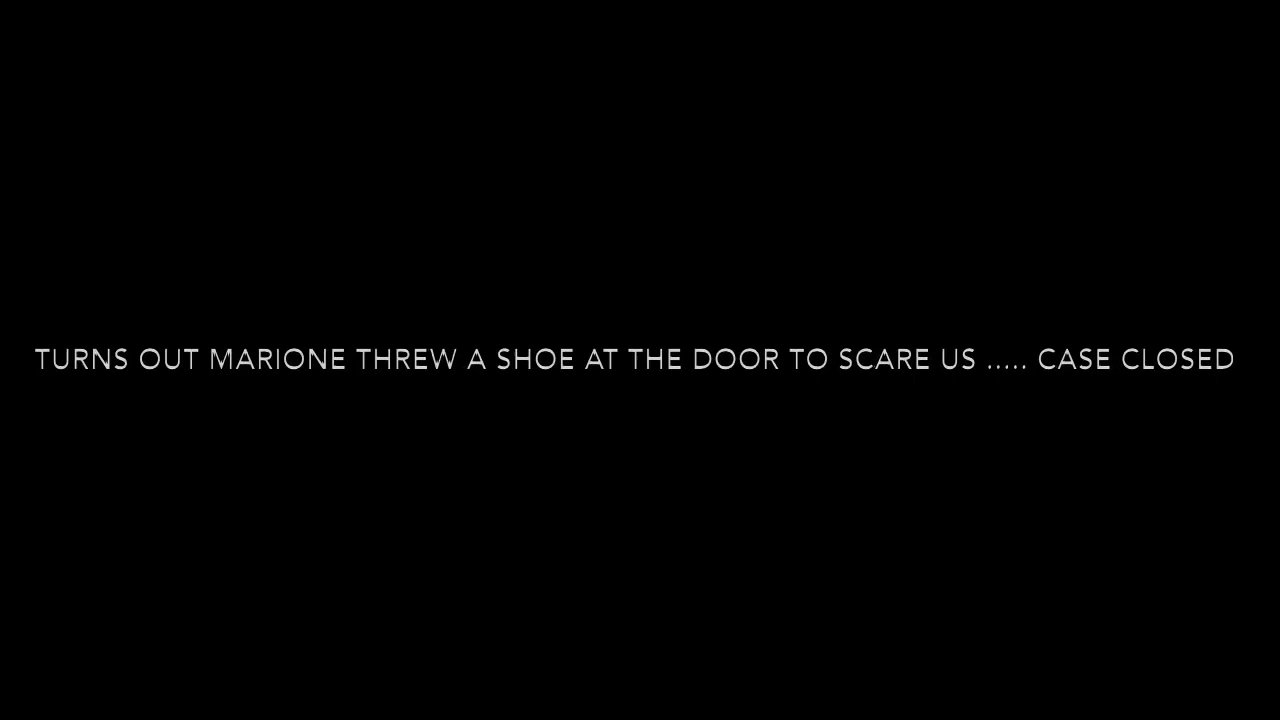 TURNS OUT MARIONE THREW A SHOE AT THE DOOR TO SCARE US ..... CASE CLOSED